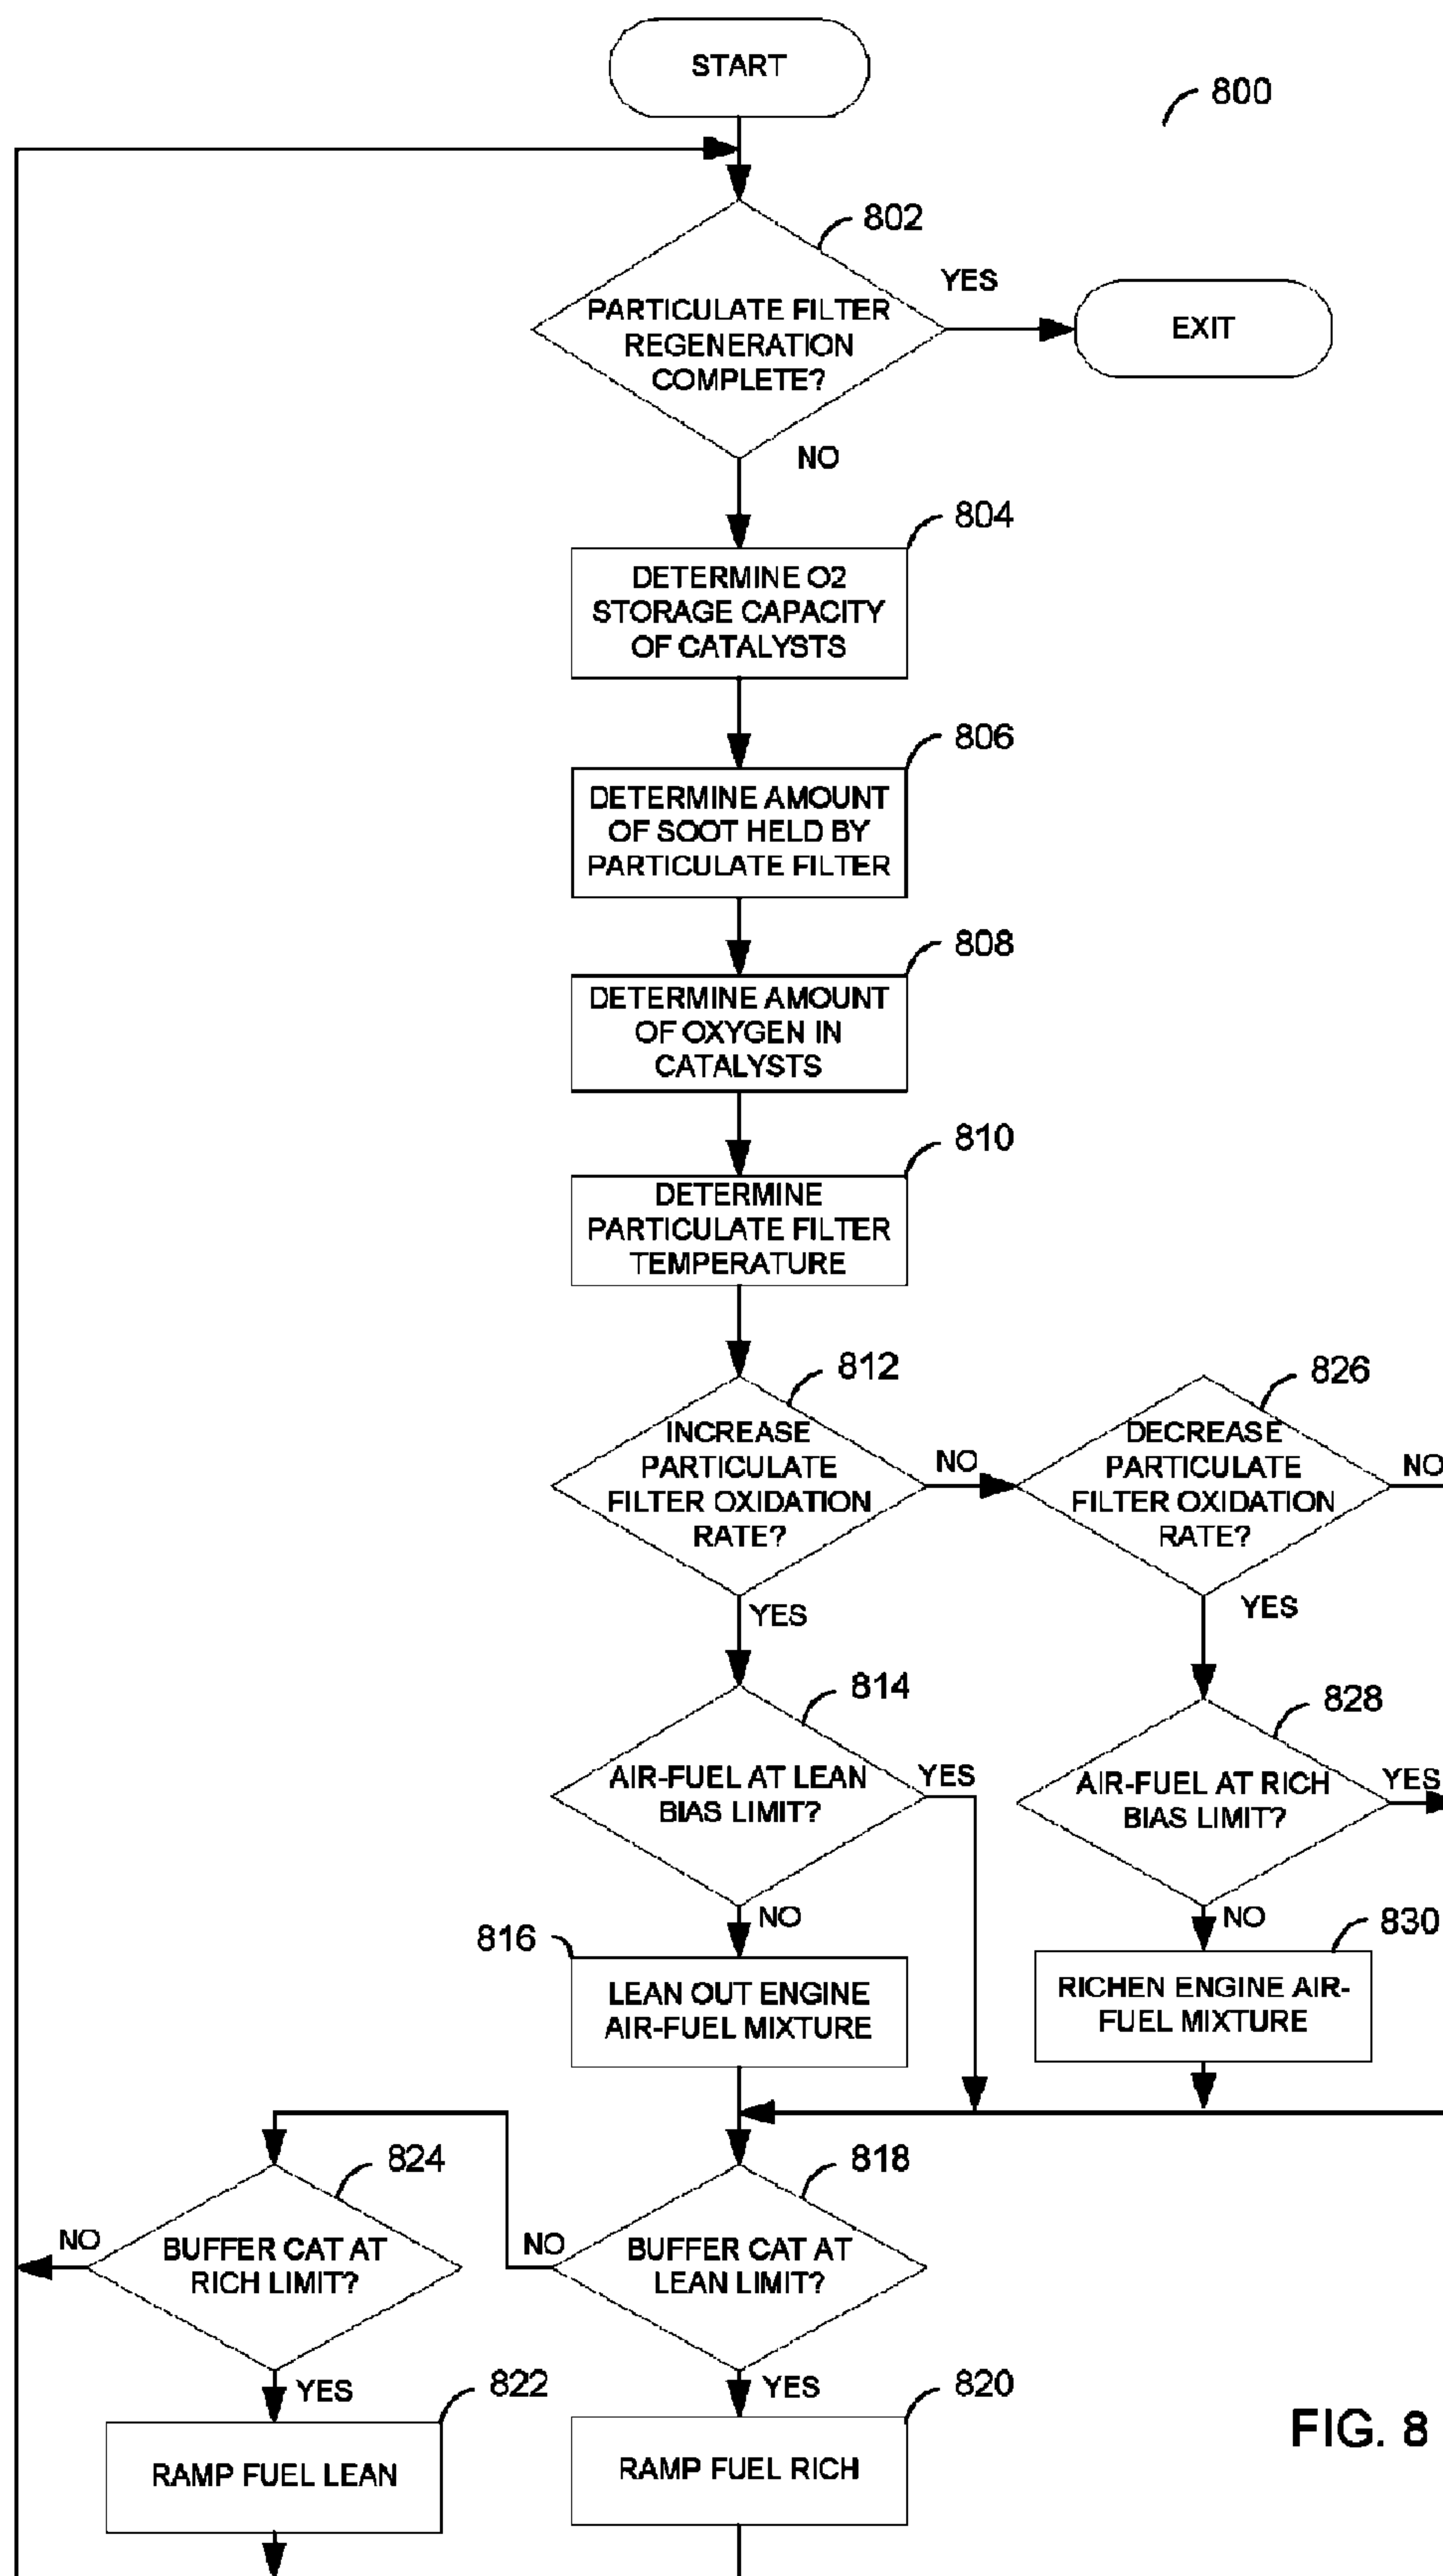 START
800
802
PARTICULATE FILTER
REGENERATION
COMPLETE?
YES
EXIT
NO
804
DETERMINE O2
STORAGE CAPACITY
OF CATALYSTS
806
DETERMINE AMOUNT
OF SOOT HELD BY
PARTICULATE FILTER
808
DETERMINE AMOUNT
OF OXYGEN IN
CATALYSTS
810
DETERMINE
PARTICULATE FILTER
TEMPERATURE
812
INCREASE
PARTICULATE
FILTER OXIDATION
RATE?
NO
826
DECREASE
PARTICULATE
FILTER OXIDATION
RATE?
NO
YES
YES
814
AIR-FUEL AT LEAN
BIAS LIMIT?
YES
828
AIR-FUEL AT RICH
BIAS LIMIT?
YES
NO
NO
816
LEAN OUT ENGINE
AIR-FUEL MIXTURE
830
RICHEN ENGINE AIR-
FUEL MIXTURE
824
BUFFER CAT AT
RICH LIMIT?
NO
818
BUFFER CAT AT
LEAN LIMIT?
NO
YES
YES
822
RAMP FUEL LEAN
820
RAMP FUEL RICH
FIG. 8